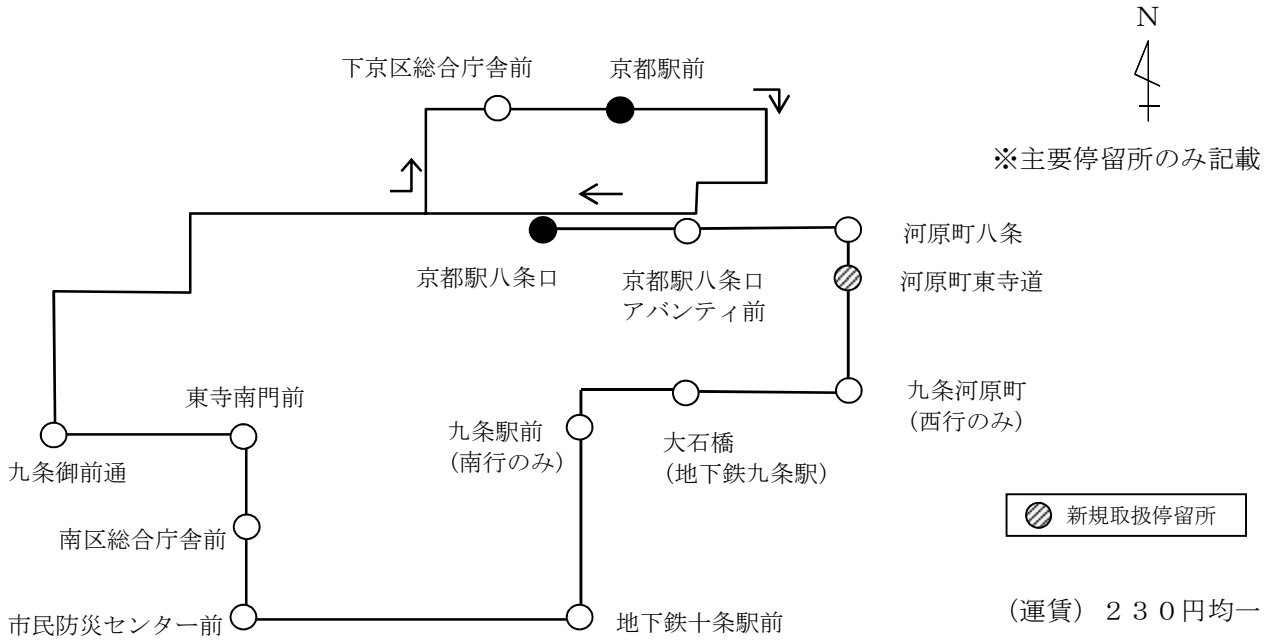 N
下京区総合庁舎前
京都駅前
※主要停留所のみ記載
京都駅八条口
京都駅八条口
アバンティ前
河原町八条
河原町東寺道
東寺南門前
九条駅前
(南行のみ)
大石橋
(地下鉄九条駅)
九条河原町
(西行のみ)
九条御前通
南区総合庁舎前
新規取扱停留所
市民防災センター前
地下鉄十条駅前
(運賃) 230円均一